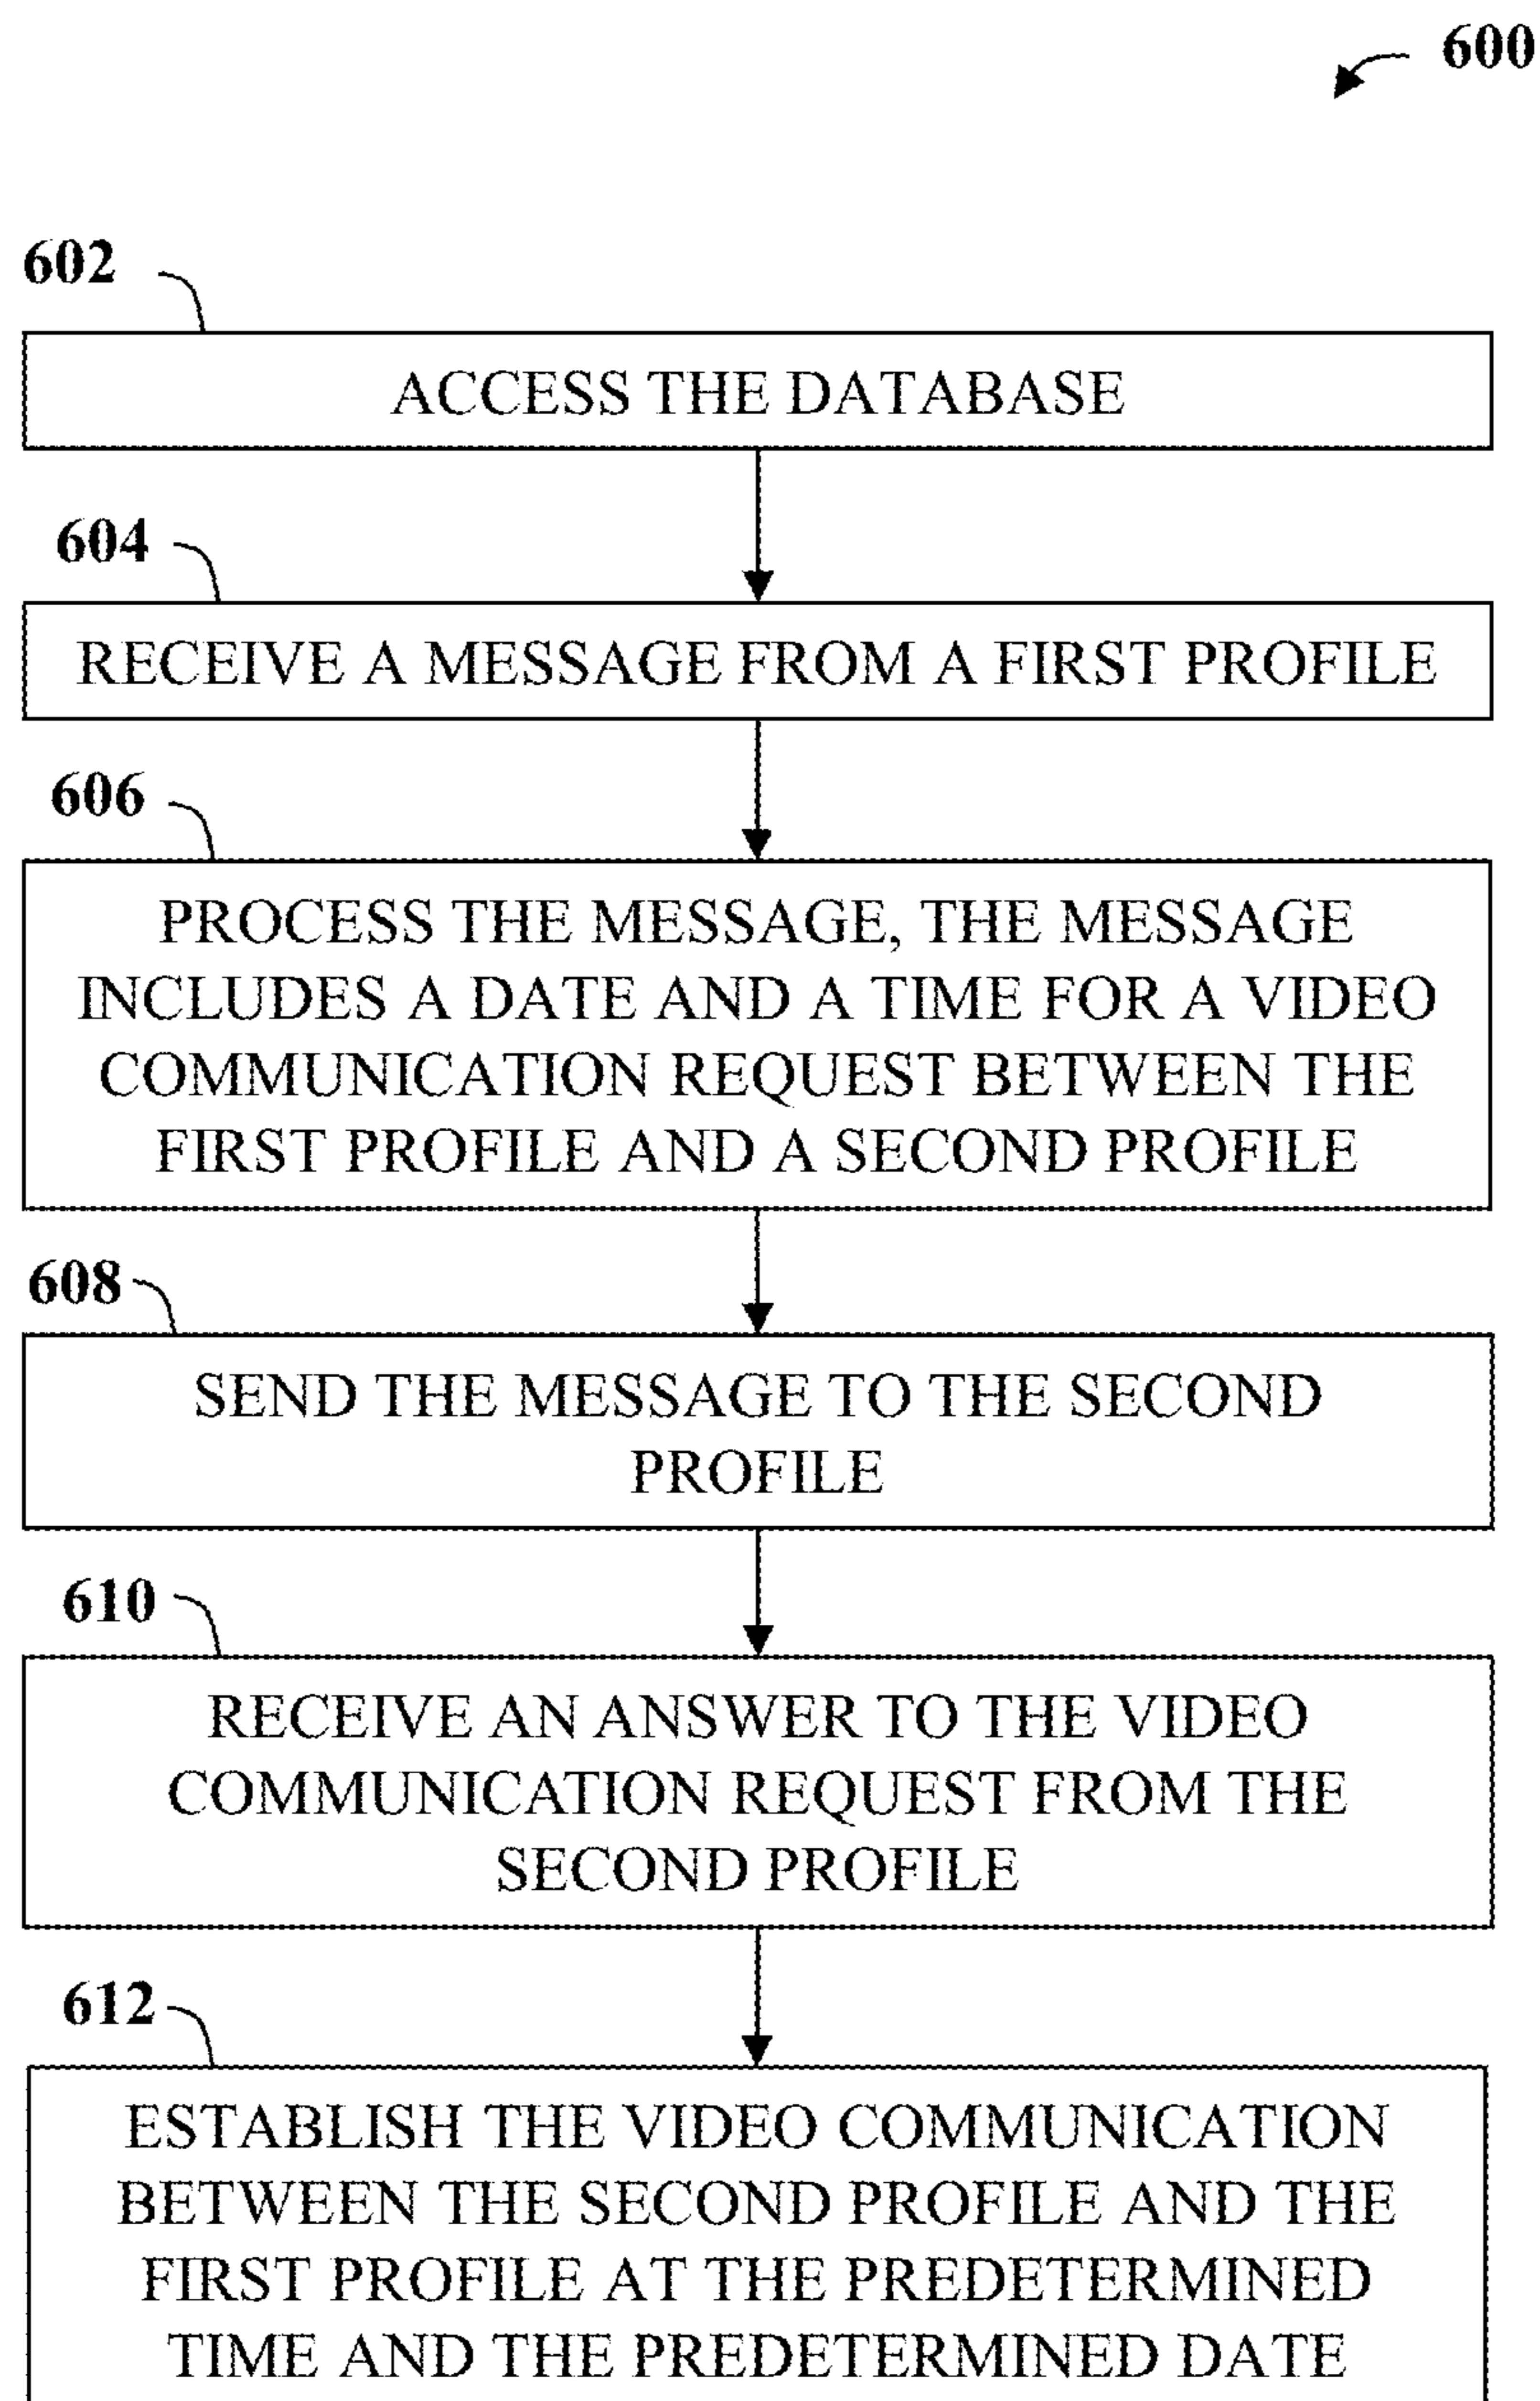 600
602
ACCESS THE DATABASE
604
RECEIVE A MESSAGE FROM A FIRST PROFILE
606
PROCESS THE MESSAGE, THE MESSAGE
INCLUDES A DATE AND A TIME FOR A VIDEO
COMMUNICATION REQUEST BETWEEN THE
FIRST PROFILE AND A SECOND PROFILE
608
SEND THE MESSAGE TO THE SECOND
PROFILE
610
RECEIVE AN ANSWER TO THE VIDEO
COMMUNICATION REQUEST FROM THE
SECOND PROFILE
612
ESTABLISH THE VIDEO COMMUNICATION
BETWEEN THE SECOND PROFILE AND THE
FIRST PROFILE AT THE PREDETERMINED
TIME AND THE PREDETERMINED DATE